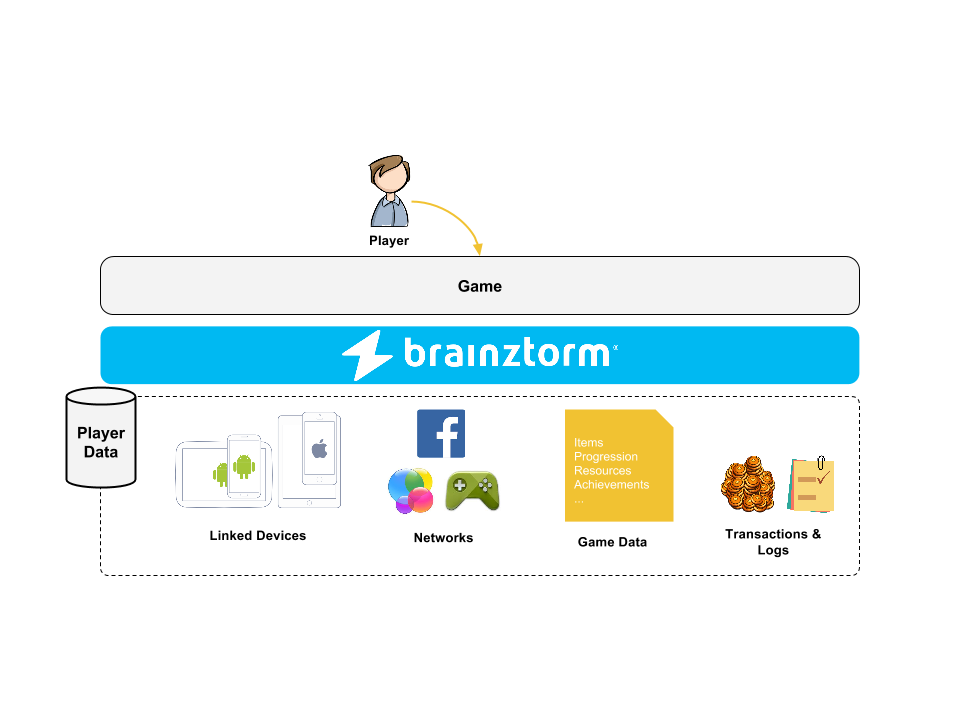 Player
Game
brainztorm®
Player
Data
Items
Progression
Resources
Achievements
...
Linked Devices
Networks
Game Data
Transactions &
Logs